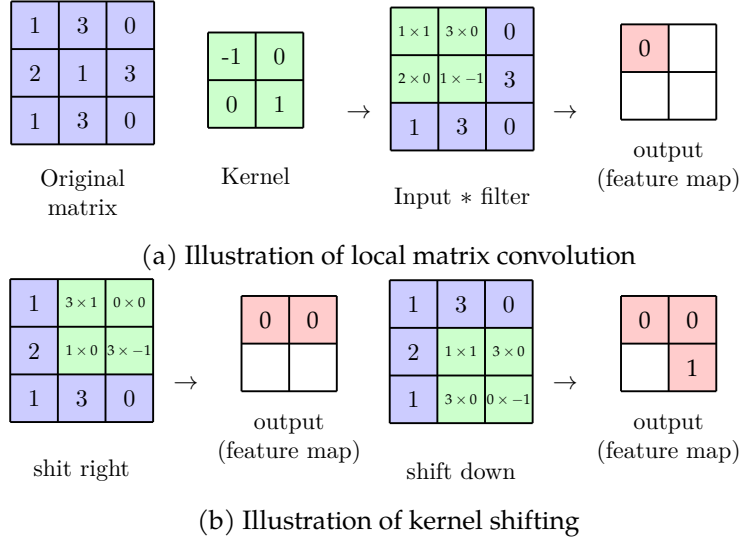 1 3 0
2 1 3
1 3 0
Original
matrix
-1 0
0 1
Kernel
→
1 × 1 3 × 0 0
2 × 0 1 × −1 3
1 3 0
Input ∗ filter
→
0
output
(feature map)
(a) Illustration of local matrix convolution
1 3 × 1 0 × 0
2 1 × 0 3 × −1
1 3 0
shit right
→
0 0
output
(feature map)
1 3 0
2 1 × 1 3 × 0
1 3 × 0 0 × −1
shift down
→
0 0
1
output
(feature map)
(b) Illustration of kernel shifting